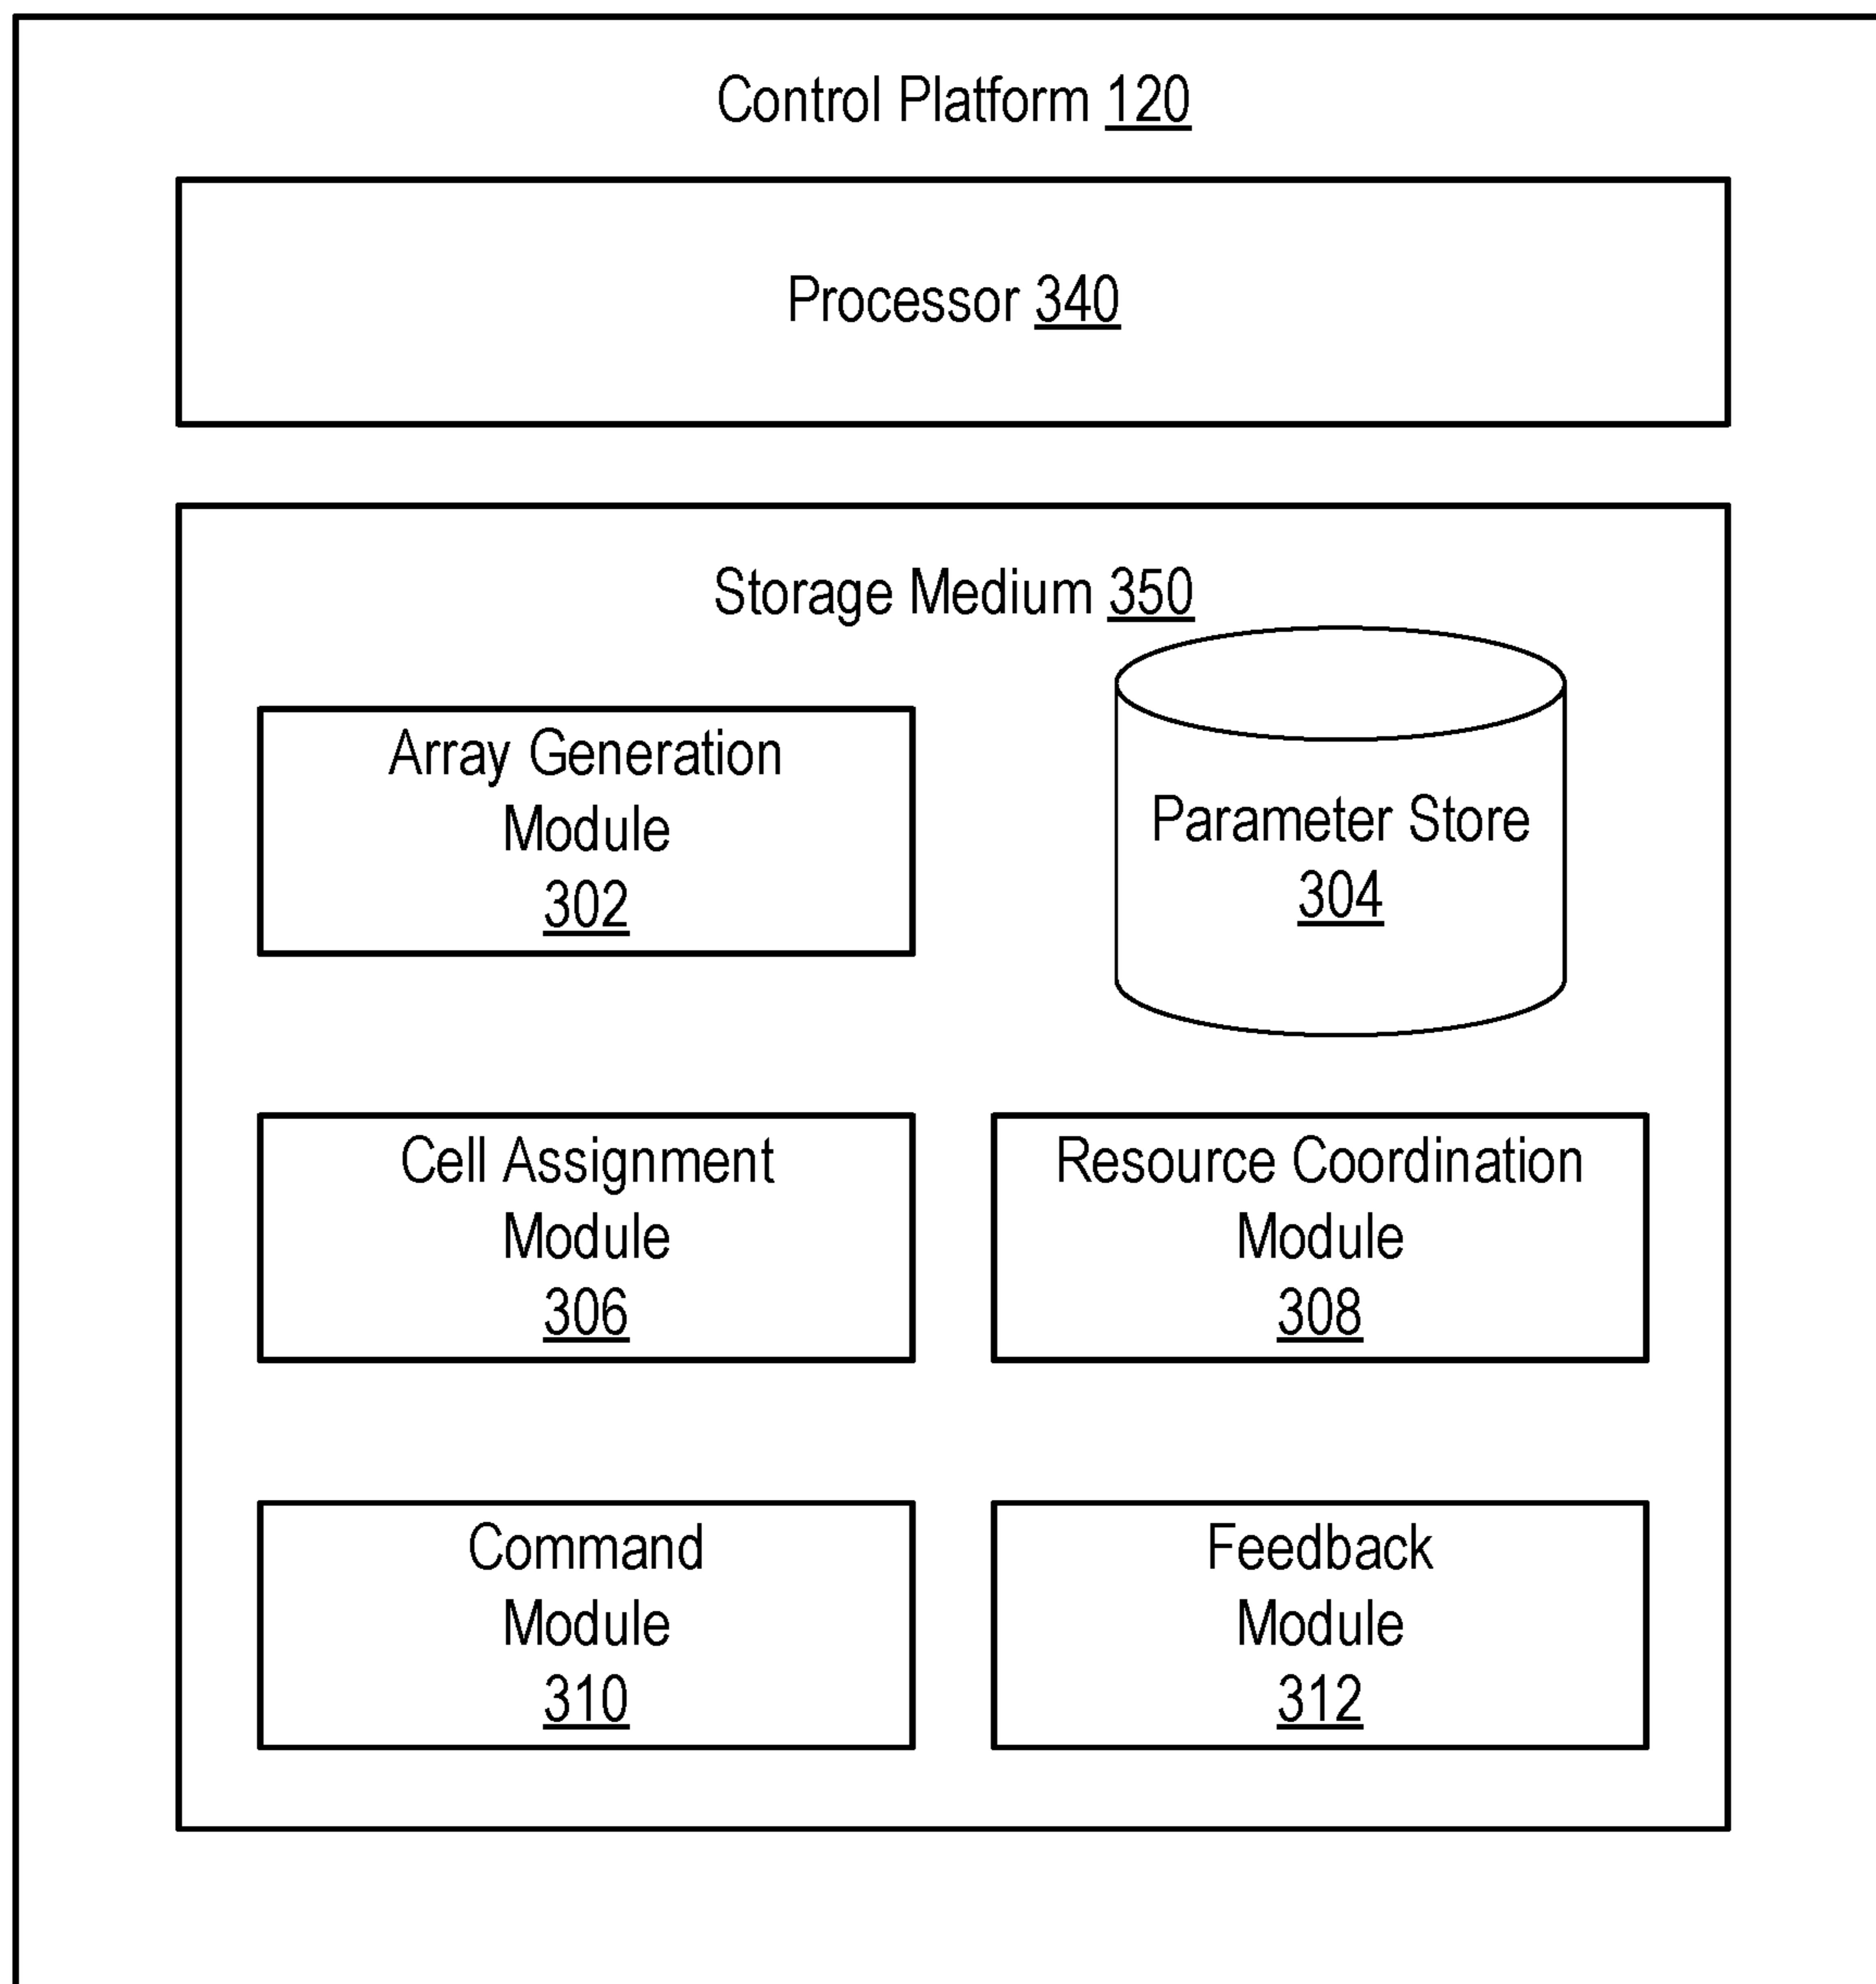 Control Platform 120
Processor 340
Storage Medium 350
Array Generation
Module
302
Parameter Store
304
Cell Assignment
Module
306
Resource Coordination
Module
308
Command
Module
310
Feedback
Module
312